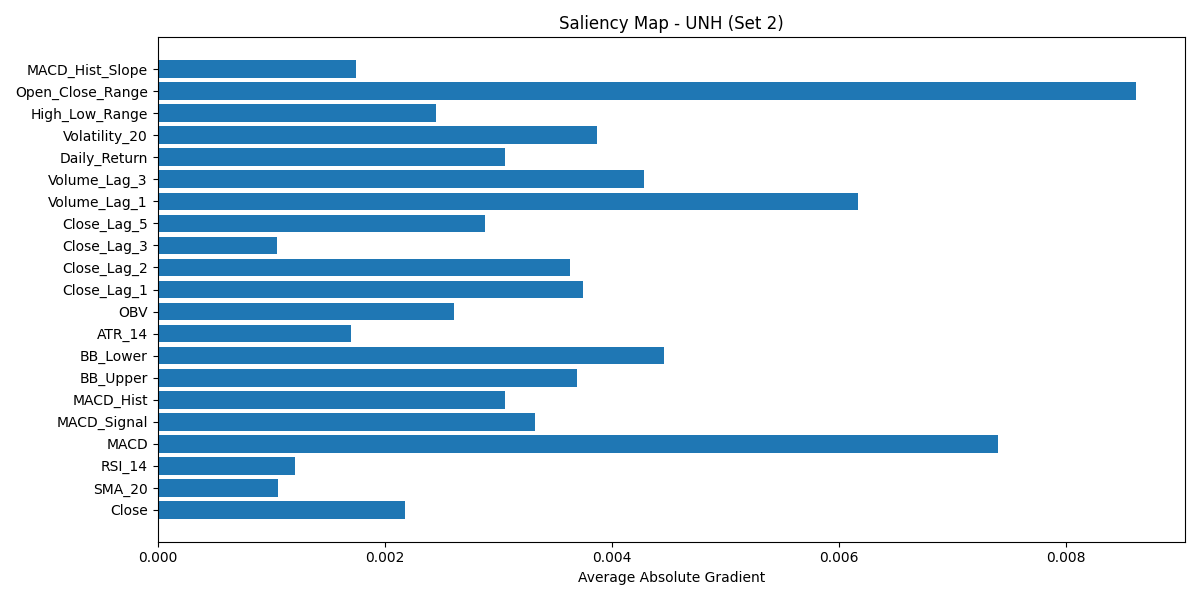 Saliency Map - UNH (Set 2)
MACD_Hist_Slope
Open_Close_Range
High_Low_Range
Volatility_20
Daily_Return
Volume_Lag_3
Volume_Lag_1
Close_Lag_5
Close_Lag_3
Close_Lag_2
Close_Lag_1
OBV
ATR_14
BB_Lower
BB_Upper
MACD_Hist
MACD_Signal
MACD
RSI_14
SMA_20
Close
0.000 0.002 0.004 0.006 0.008
Average Absolute Gradient